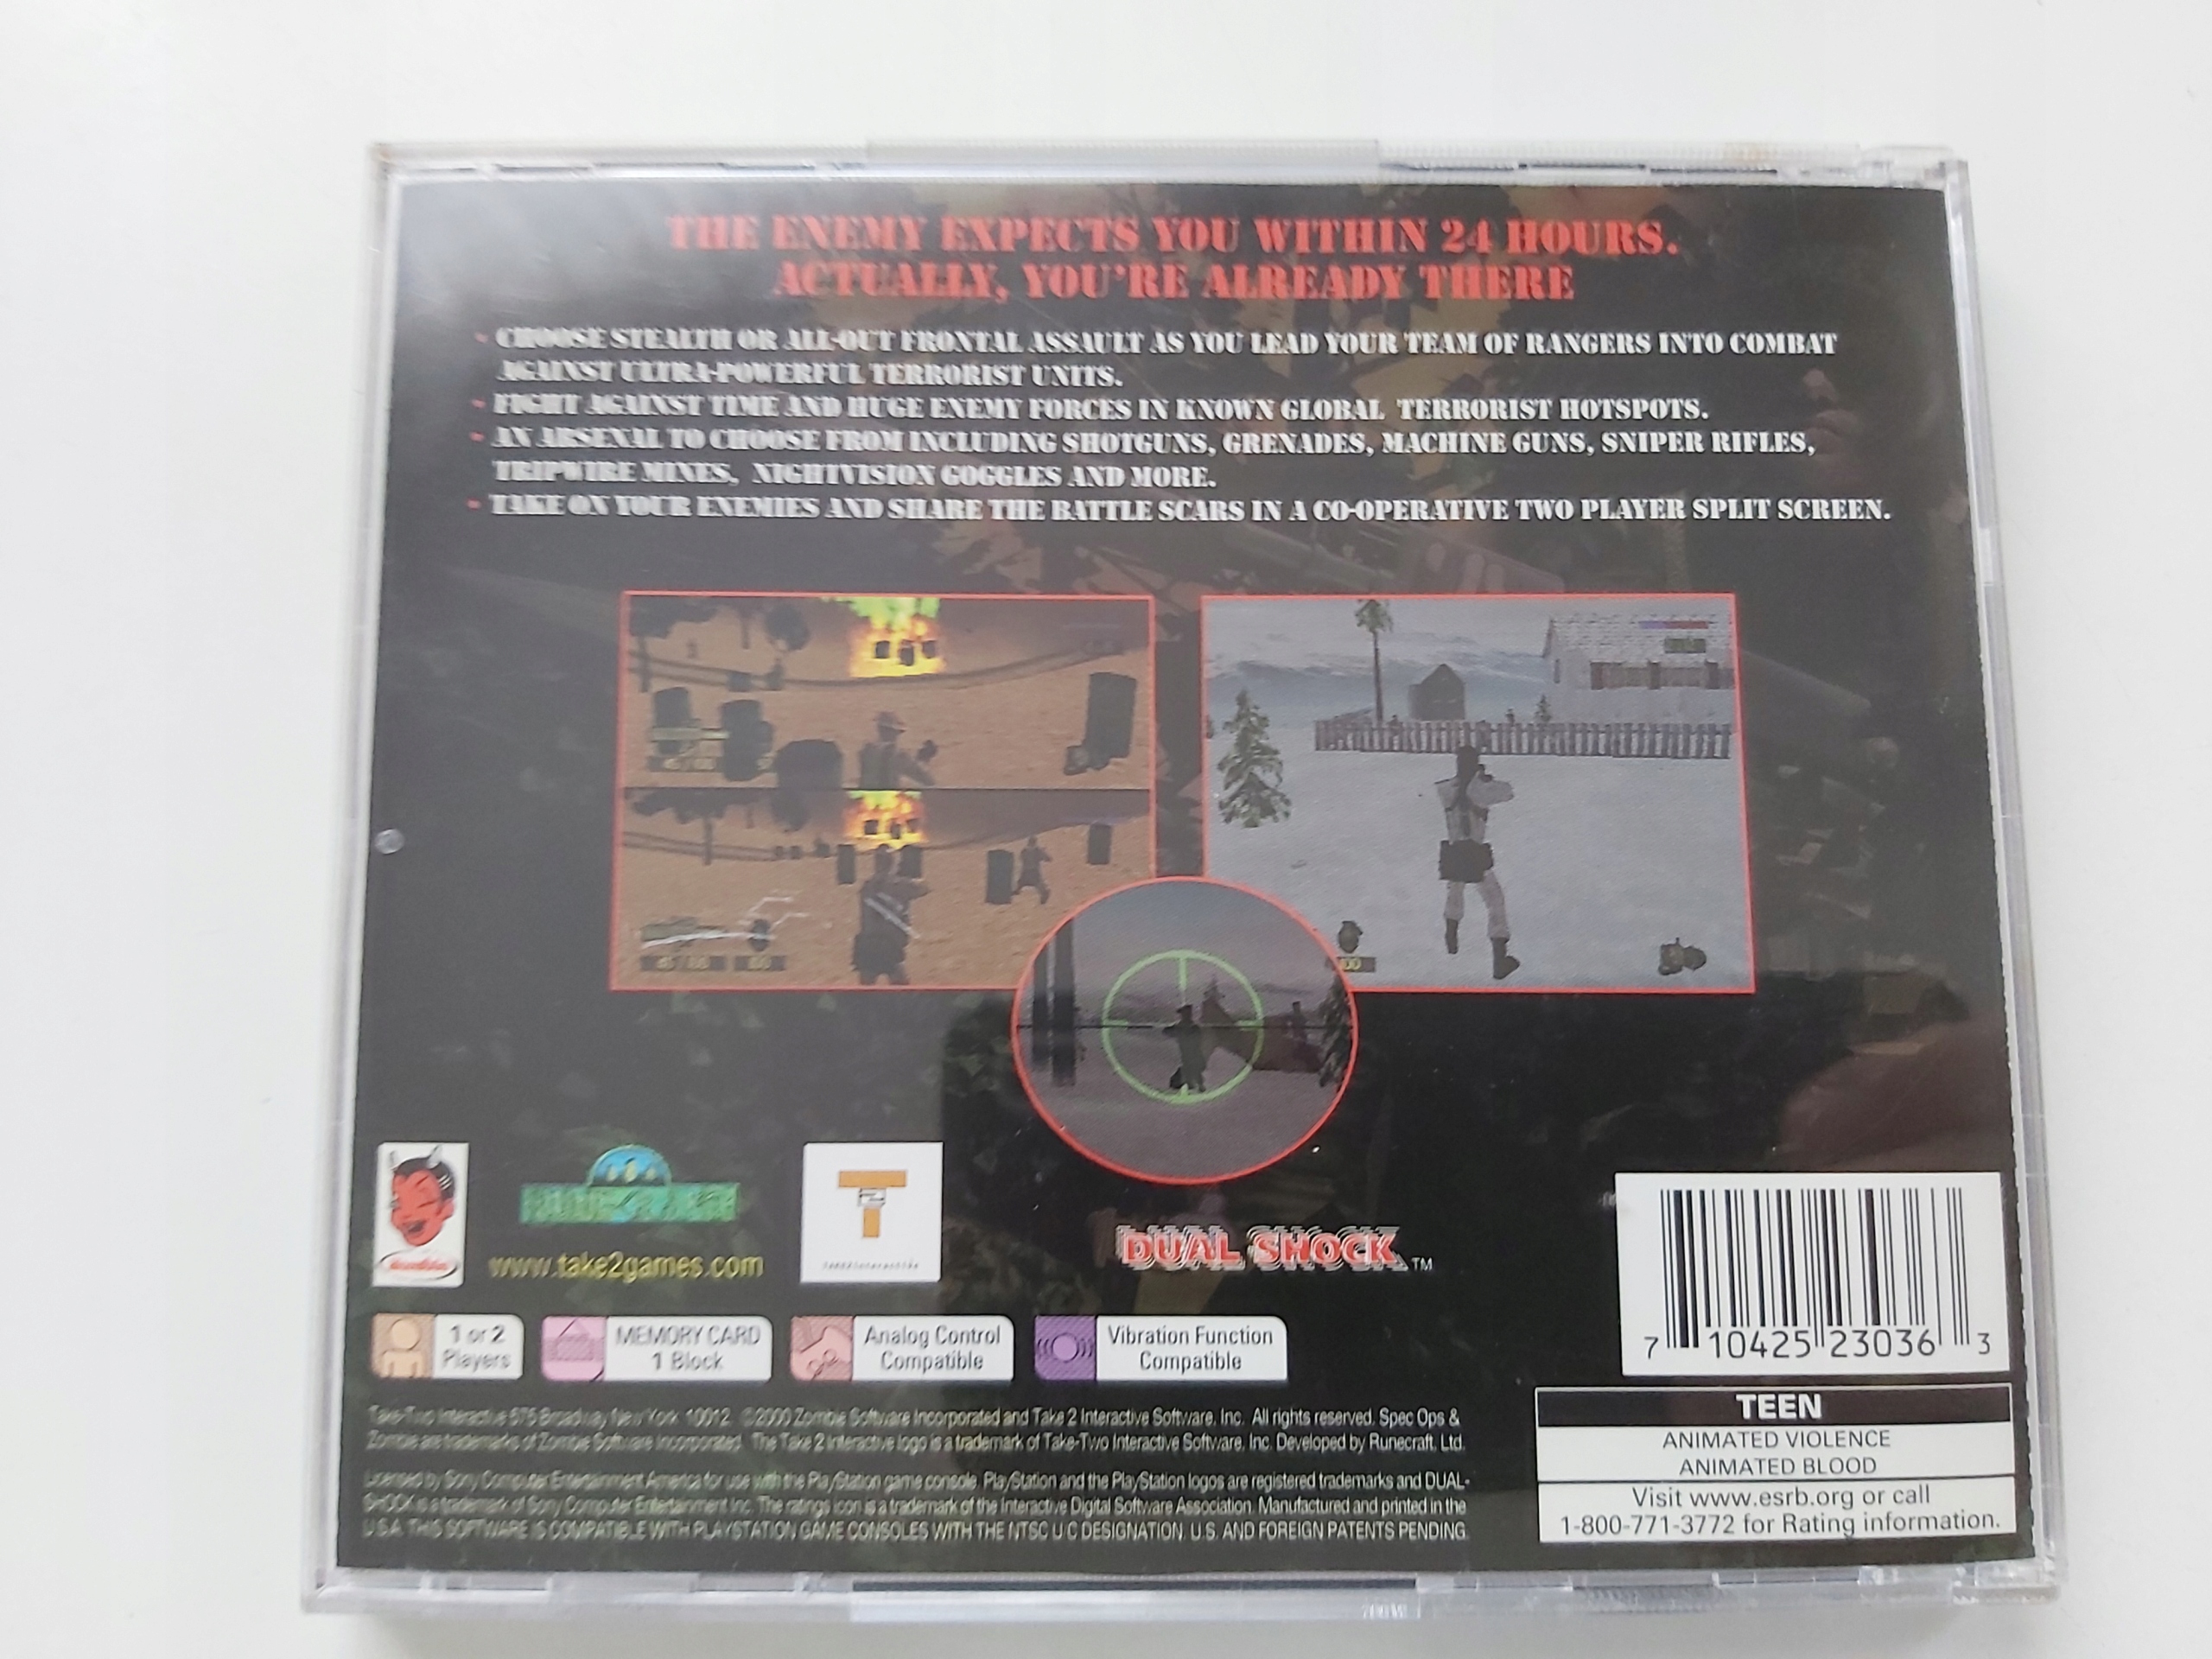 THE ENEMY EXPECTS YOU WITHIN 24 HOURS.
ACTUALLY, YOU'RE ALREADY THERE
- CHOOSE STEALTH OR ALL-OUT FRONTAL ASSAULT AS YOU LEAD YOUR TEAM OF RANGERS INTO COMBAT
AGAINST ULTRA-POWERFUL TERRORIST UNITS.
- FIGHT AGAINST TIME AND HUGE ENEMY FORCES IN KNOWN GLOBAL TERRORIST HOTSPOTS.
- AN ARSENAL TO CHOOSE FROM INCLUDING SHOTGUNS, GRENADES, MACHINE GUNS, SNIPER RIFLES,
TRIPWIRE MINES, NIGHTVISION GOGGLES AND MORE.
- TAKE ON YOUR ENEMIES AND SHARE THE BATTLE SCARS IN A CO-OPERATIVE TWO PLAYER SPLIT SCREEN.
www.take2games.com
T
2
DUAL SHOCK™
7 10425 23036 3
1 or 2
Players
MEMORY CARD
1 Block
Analog Control
Compatible
Vibration Function
Compatible
Take-Two Interactive 575 Broadway New York 10012 ©2000 Zombie Software Incorporated and Take 2 Interactive Software, Inc. All rights reserved. Spec Ops &
Zombie are trademarks of Zombie Software Incorporated. The Take 2 Interactive logo is a trademark of Take-Two Interactive Software, Inc. Developed by Runecraft, Ltd.
Licensed by Sony Computer Entertainment America for use with the PlayStation game console. PlayStation and the PlayStation logos are registered trademarks and DUAL-
SHOCK is a trademark of Sony Computer Entertainment Inc. The ratings icon is a trademark of the Interactive Digital Software Association. Manufactured and printed in the
U.S.A. THIS SOFTWARE IS COMPATIBLE WITH PLAYSTATION GAME CONSOLES WITH THE NTSC U/C DESIGNATION. U.S. AND FOREIGN PATENTS PENDING.
TEEN
ANIMATED VIOLENCE
ANIMATED BLOOD
Visit www.esrb.org or call
1-800-771-3772 for Rating information.